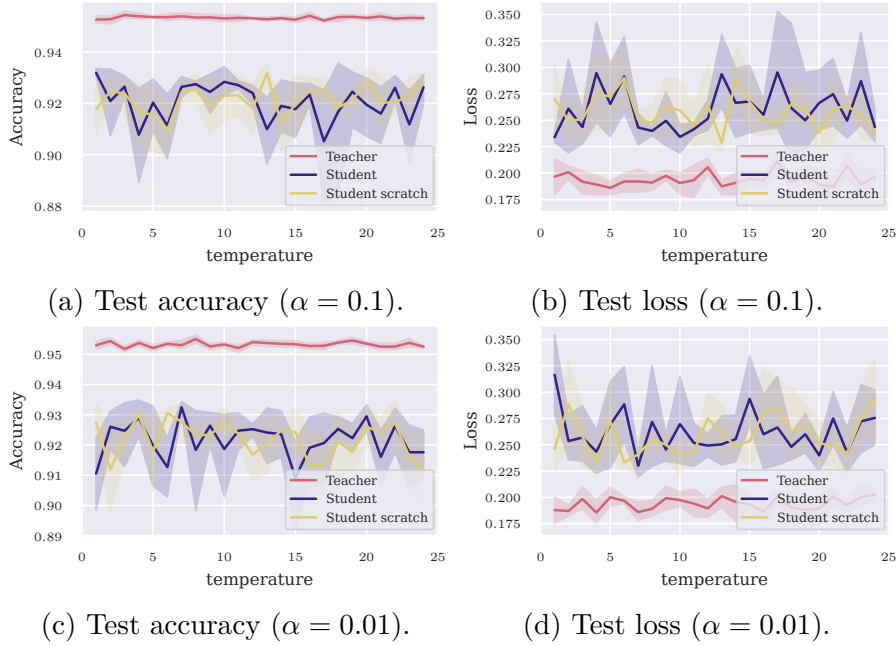 0.94
0.92
0.90
0.88
Accuracy
Teacher
Student
Student scratch
0 5 10 15 20 25
temperature
(a) Test accuracy (α = 0.1).
0.350
0.325
0.300
0.275
0.250
0.225
0.200
0.175
Loss
Teacher
Student
Student scratch
0 5 10 15 20 25
temperature
(b) Test loss (α = 0.1).
0.95
0.94
0.93
0.92
0.91
0.90
0.89
Accuracy
Teacher
Student
Student scratch
0 5 10 15 20 25
temperature
(c) Test accuracy (α = 0.01).
0.350
0.325
0.300
0.275
0.250
0.225
0.200
0.175
Loss
Teacher
Student
Student scratch
0 5 10 15 20 25
temperature
(d) Test loss (α = 0.01).